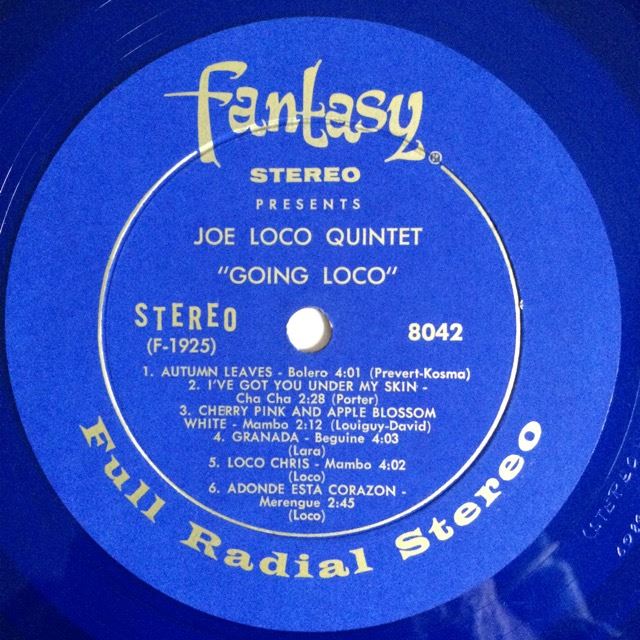 Fantasy
STEREO
PRESENTS
JOE LOCO QUINTET
"GOING LOCO"
STEREO
(F-1925)
8042
1. AUTUMN LEAVES - Bolero 4:01 (Prevert-Kosma)
2. I'VE GOT YOU UNDER MY SKIN -
Cha Cha 2:28 (Porter)
3. CHERRY PINK AND APPLE BLOSSOM
WHITE - Mambo 2:12 (Louiguy-David)
4. GRANADA - Beguine 4:03
(Lara)
5. LOCO CHRIS - Mambo 4:02
(Loco)
6. ADONDE ESTA CORAZON -
Merengue 2:45
(Loco)
Full Radial Stereo